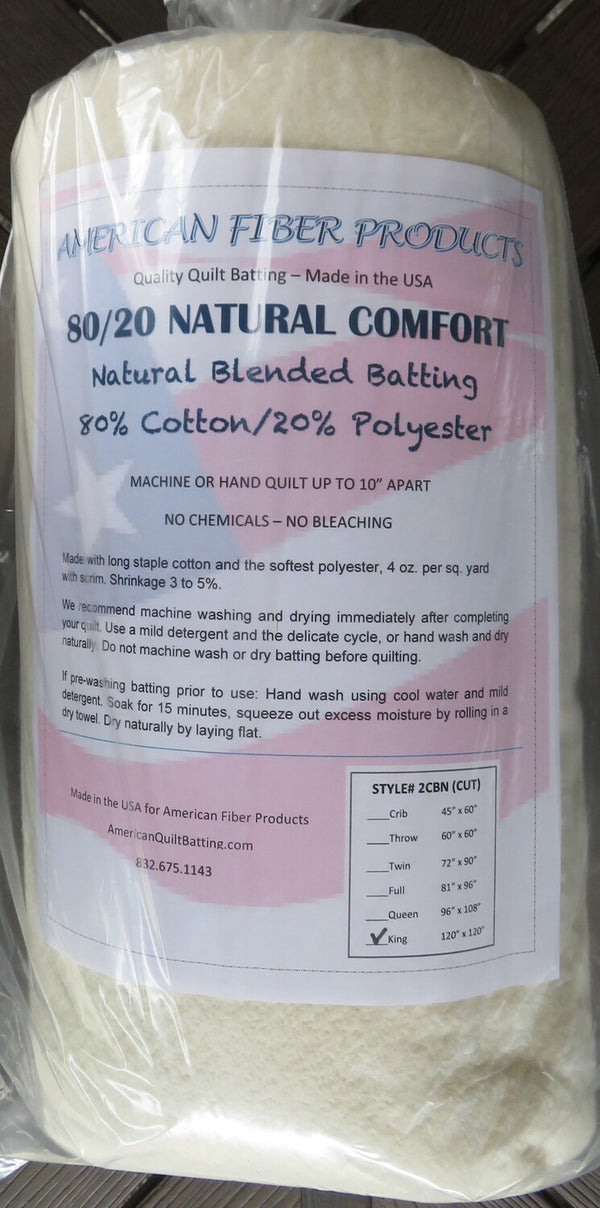 AMERICAN FIBER PRODUCTS
Quality Quilt Batting – Made in the USA
80/20 NATURAL COMFORT
Natural Blended Batting
80% Cotton/20% Polyester
MACHINE OR HAND QUILT UP TO 10” APART
NO CHEMICALS – NO BLEACHING
Made with long staple cotton and the softest polyester, 4 oz. per sq. yard
with scrim. Shrinkage 3 to 5%.
We recommend machine washing and drying immediately after completing
your quilt. Use a mild detergent and the delicate cycle, or hand wash and dry
naturally. Do not machine wash or dry batting before quilting.
If pre-washing batting prior to use: Hand wash using cool water and mild
detergent. Soak for 15 minutes, squeeze out excess moisture by rolling in a
dry towel. Dry naturally by laying flat.
Made in the USA for American Fiber Products
AmericanQuiltBatting.com
832.675.1143
STYLE# 2CBN (CUT)
___Crib 45” x 60”
___Throw 60” x 60”
___Twin 72” x 90”
___Full 81” x 96”
___Queen 96” x 108”
✓King 120” x 120”